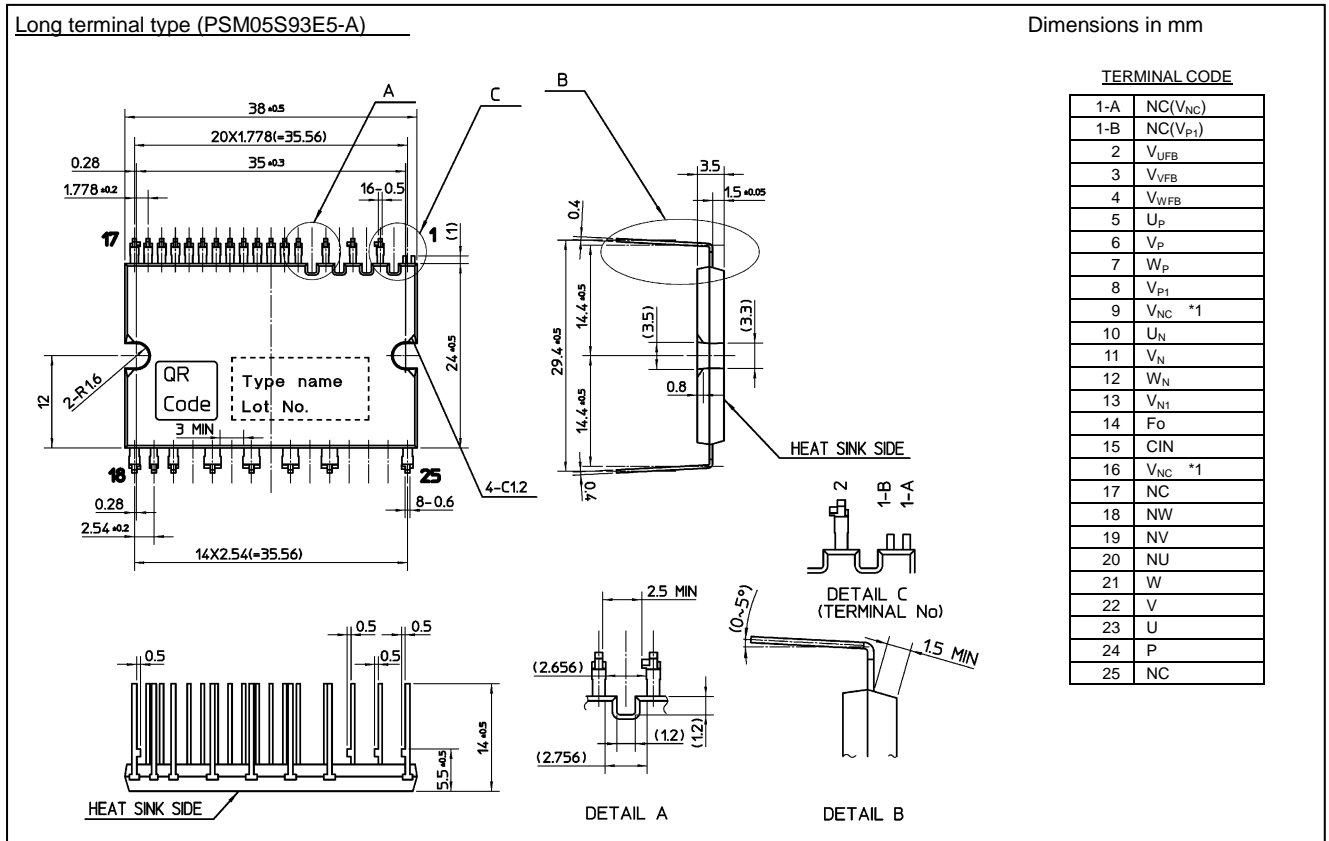 Long terminal type (PSM05S93E5-A)
Dimensions in mm
A
C
B
38 ±0.5
20X1.778(=35.56)
35 ±0.3
0.28
1.778 ±0.2
16-0.5
17
1
(1)
2-R1.6
12
QR
Code
Type name
Lot No.
3 MIN
24 ±0.5
18
25
0.28
2.54 ±0.2
8-0.6
4-C1.2
14X2.54(=35.56)
3.5
1.5 ±0.05
0.4
29.4 ±0.5
14.4 ±0.5
14.4 ±0.5
(3.5)
(3.3)
0.8
0.4
HEAT SINK SIDE
2
1-B
1-A
DETAIL C
(TERMINAL No)
0.5
0.5
0.5
0.5
14 ±0.5
5.5 ±0.5
HEAT SINK SIDE
2.5 MIN
(2.656)
(1.2)
(1.2)
(2.756)
DETAIL A
(0~5°)
1.5 MIN
DETAIL B
TERMINAL CODE
1-A NC(VNC)
1-B NC(VP1)
2 VUFB
3 VVFB
4 VWFB
5 UP
6 VP
7 WP
8 VP1
9 VNC *1
10 UN
11 VN
12 WN
13 VN1
14 Fo
15 CIN
16 VNC *1
17 NC
18 NW
19 NV
20 NU
21 W
22 V
23 U
24 P
25 NC